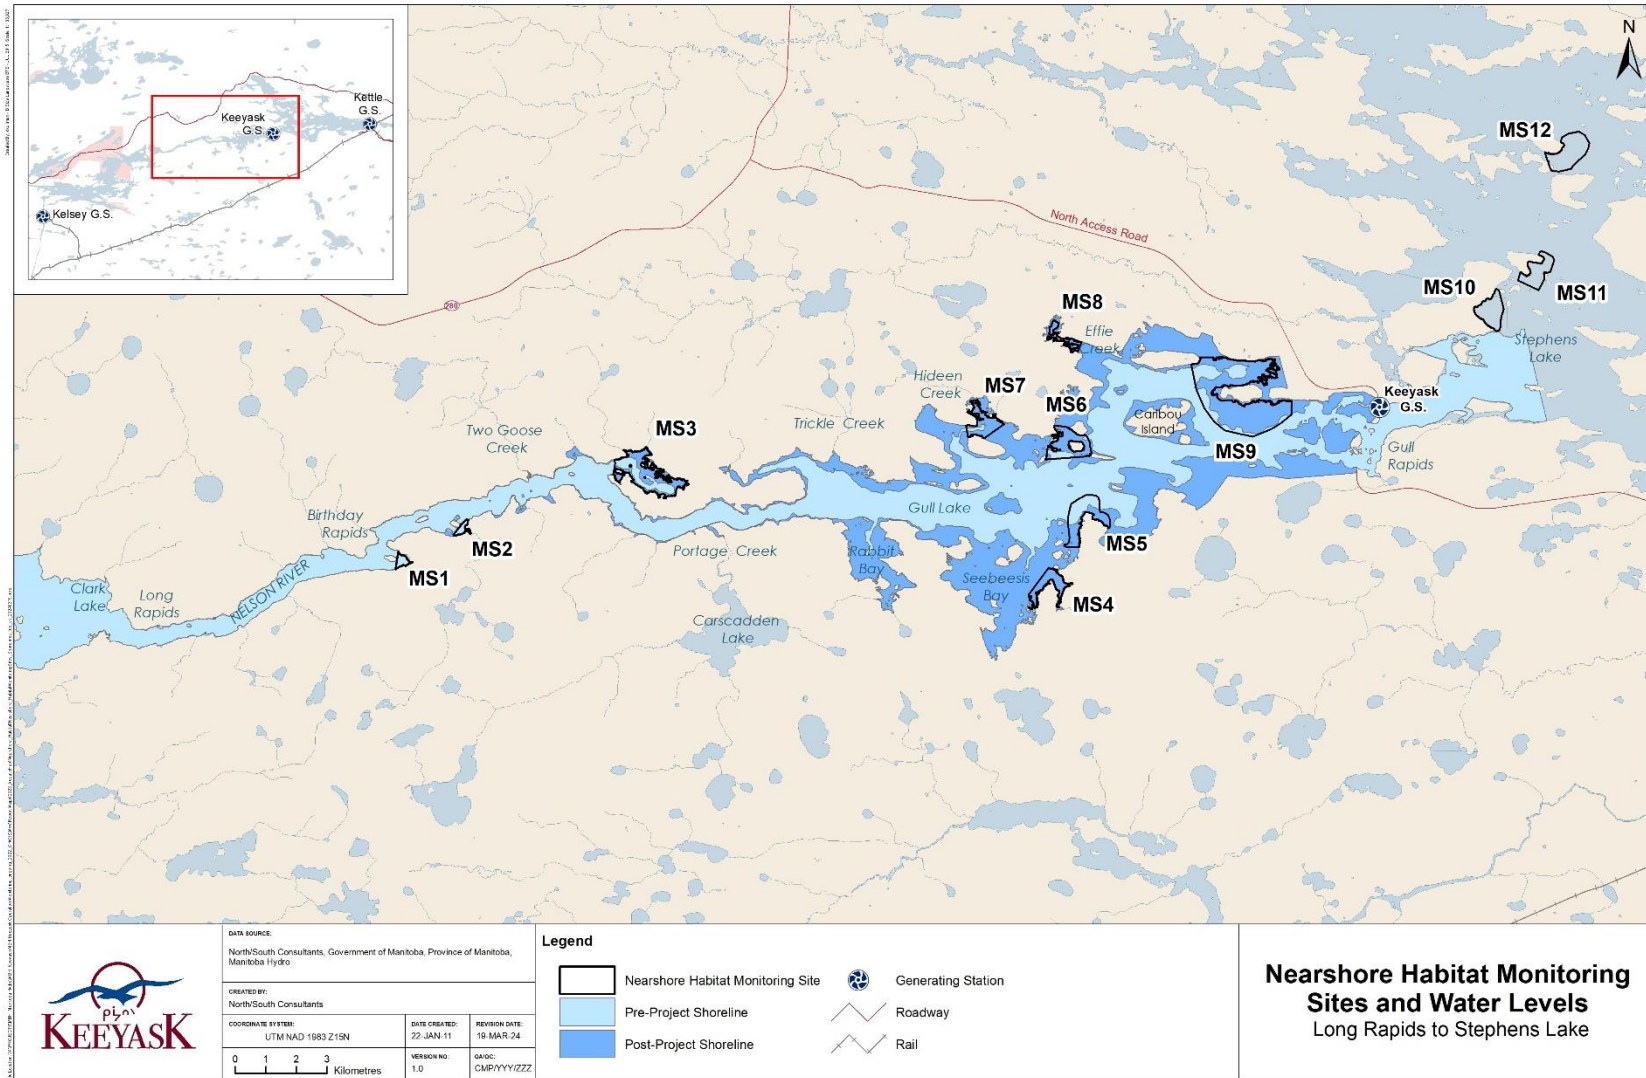 N
Keeyask
G.S.
Kettle
G.S.
Kelsey G.S.
MS12
North Access Road
280
MS10
MS11
MS8
Effie
Creek
Stephens
Lake
Hideen
Creek
MS7
Keeyask
G.S.
MS6
Caribou
Island
Trickle Creek
Two Goose
Creek
MS3
MS9
Gull
Rapids
Birthday
Rapids
Gull Lake
MS2
MS5
Portage Creek
Rabbit
Bay
MS1
Seebeesis
Bay
NELSON RIVER
Clark
Lake
Long
Rapids
MS4
Carscadden
Lake
KEEYASK
DATA SOURCE:
North/South Consultants, Government of Manitoba, Province of Manitoba,
Manitoba Hydro
CREATED BY:
North/South Consultants
COORDINATE SYSTEM:
UTM NAD 1983 Z15N
DATE CREATED:
22-JAN-11
REVISION DATE:
19-MAR-24
0 1 2 3 Kilometres
VERSION NO:
1.0
QA/QC:
CMP/YYY/ZZZ
Legend
Nearshore Habitat Monitoring Site
Pre-Project Shoreline
Post-Project Shoreline
Generating Station
Roadway
Rail
Nearshore Habitat Monitoring
Sites and Water Levels
Long Rapids to Stephens Lake